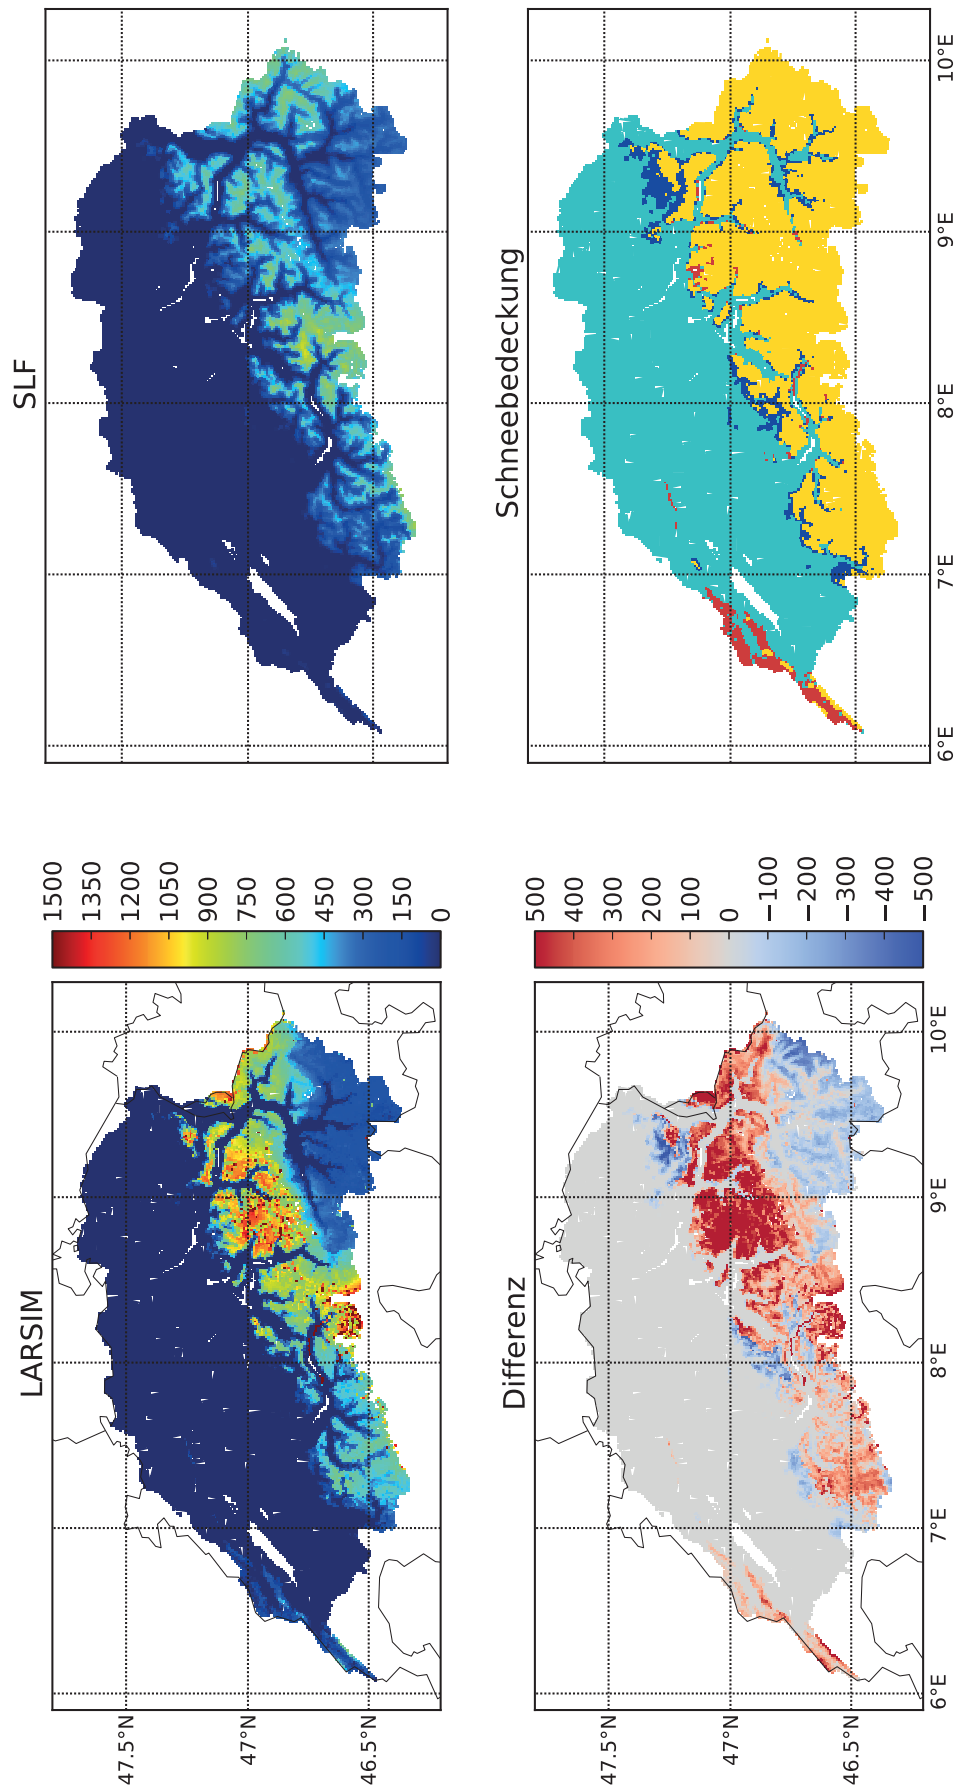 LARSIM
47.5°N
47°N
46.5°N
1500
1350
1200
1050
900
750
600
450
300
150
0
SLF
Differenz
47.5°N
47°N
46.5°N
6°E
7°E
8°E
9°E
10°E
500
400
300
200
100
0
−100
−200
−300
−400
−500
Schneebedeckung
6°E
7°E
8°E
9°E
10°E